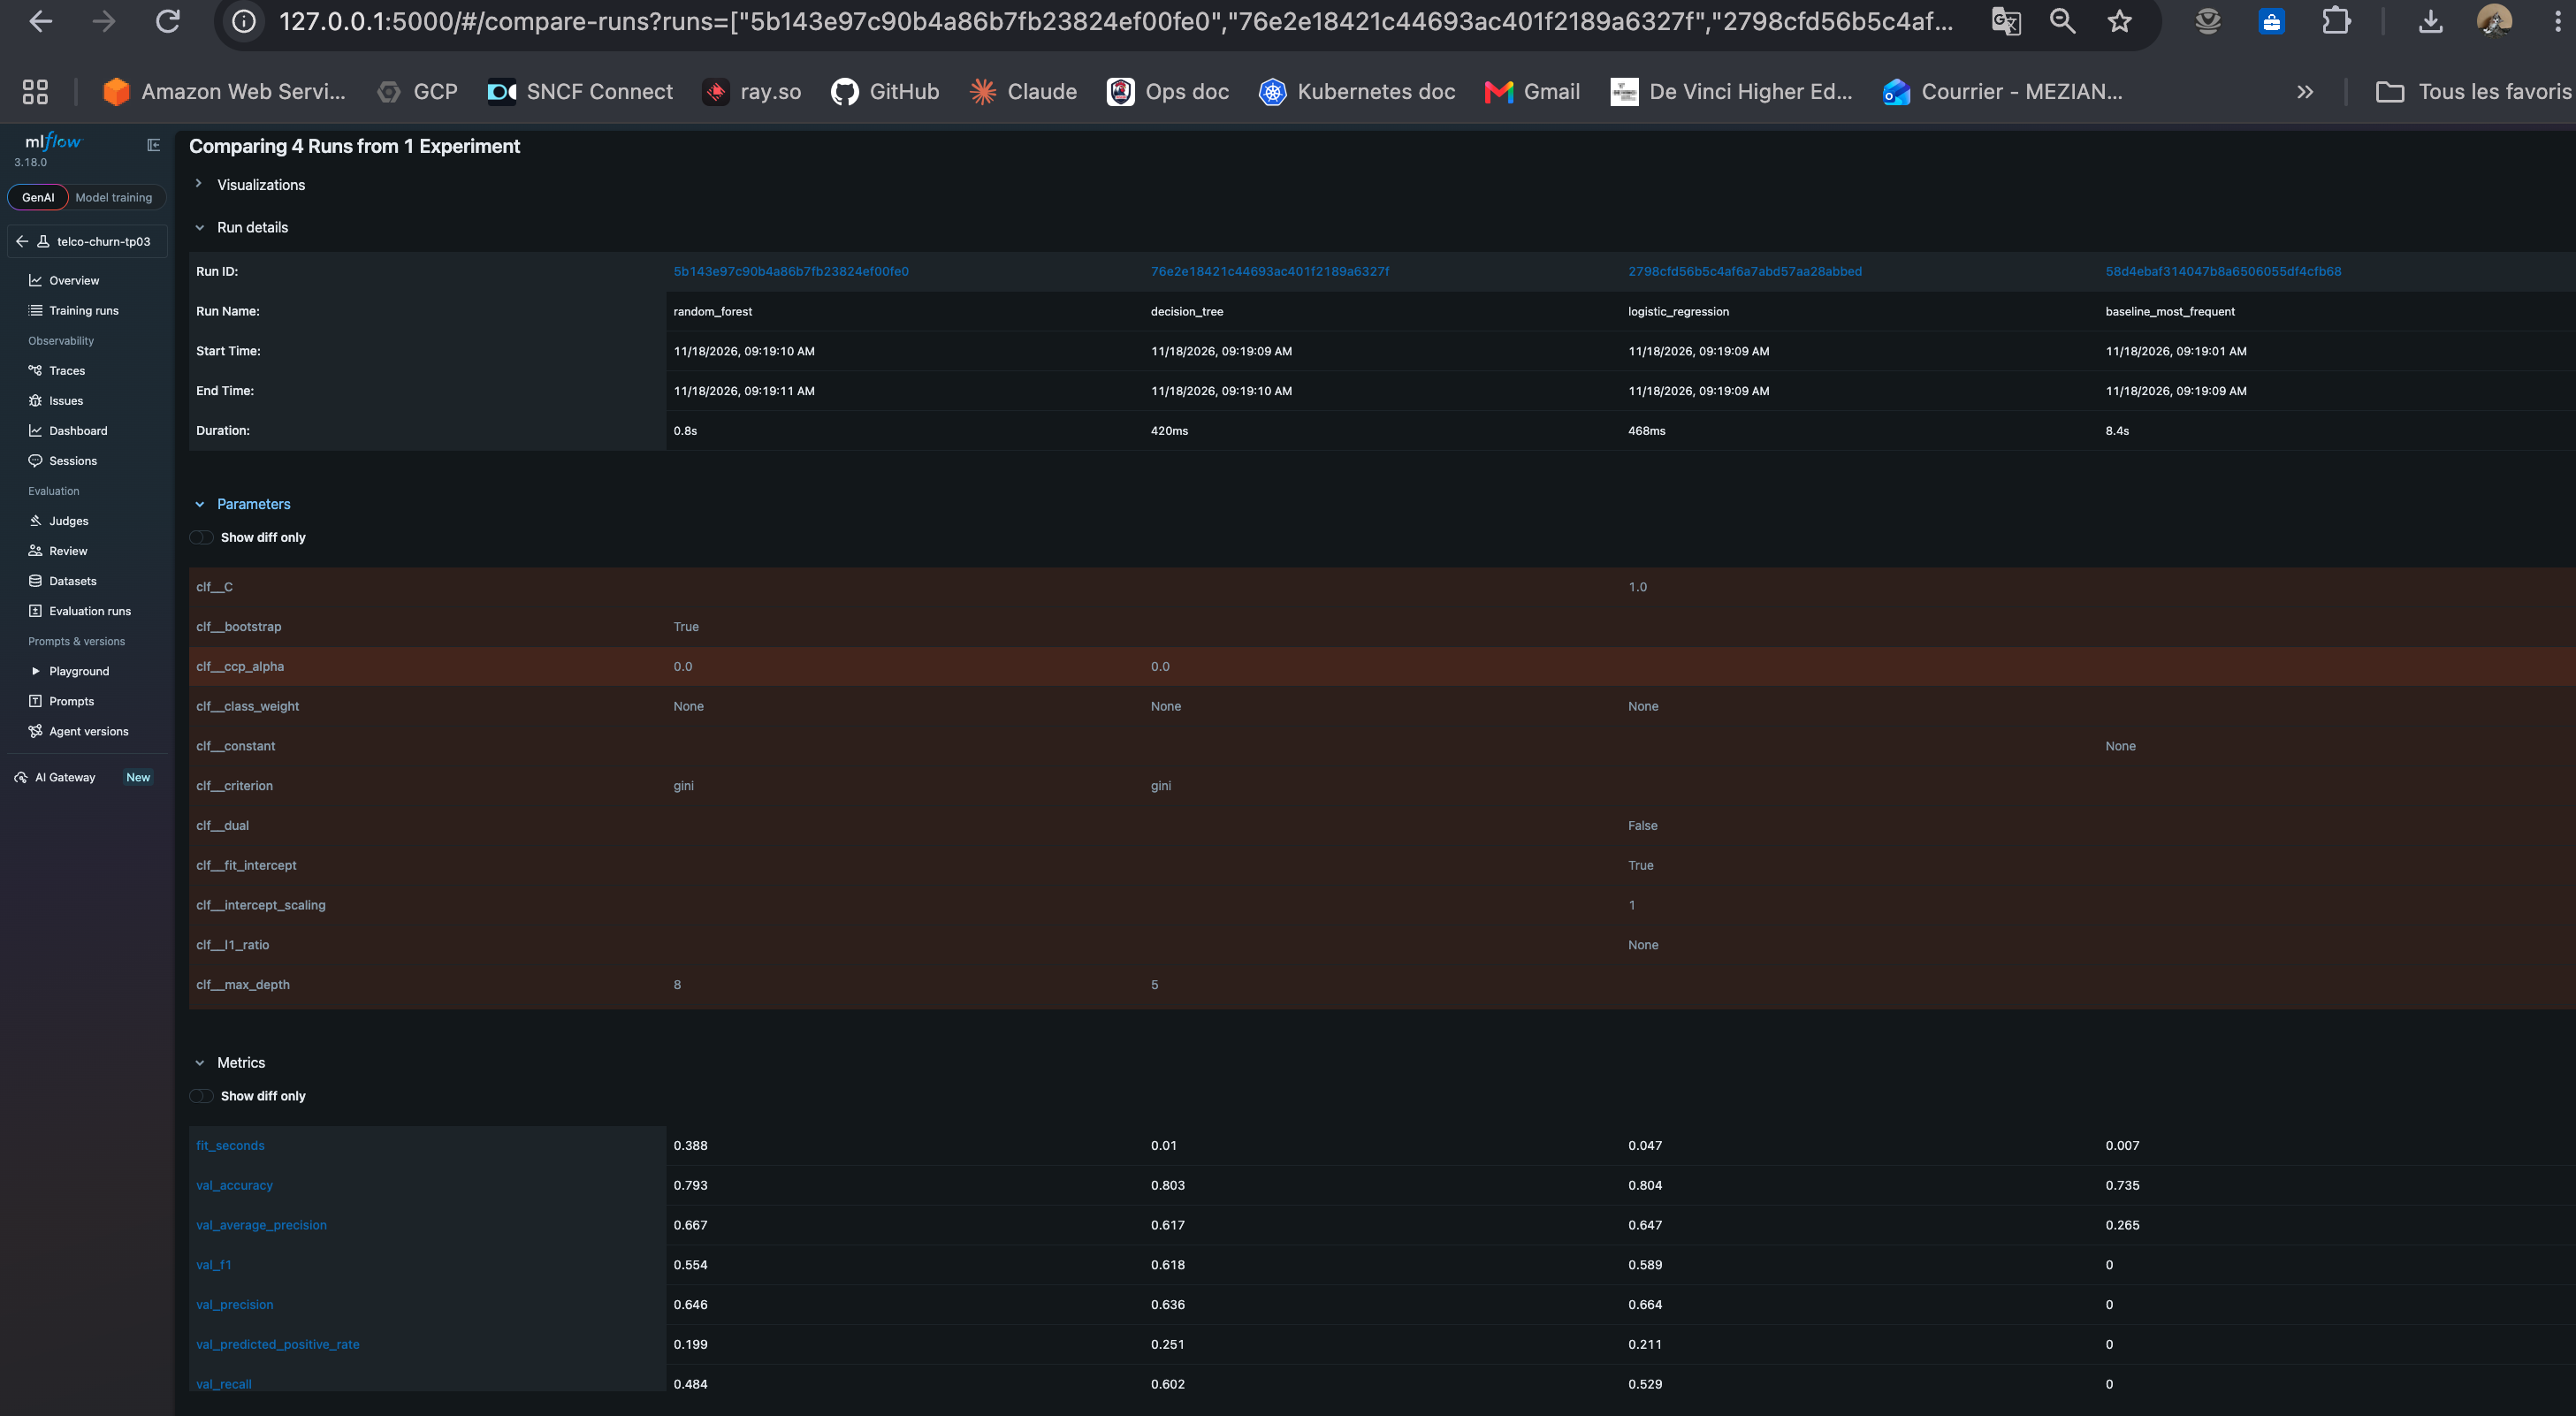 127.0.0.1:5000/#/compare-runs?runs=["5b143e97c90b4a86b7fb23824ef00fe0","76e2e18421c44693ac401f2189a6327f","2798cfd56b5c4af...
Amazon Web Servi... GCP SNCF Connect ray.so GitHub Claude Ops doc Kubernetes doc Gmail De Vinci Higher Ed... Courrier - MEZIAN... » Tous les favoris
mlflow
3.18.0
GenAI Model training
telco-churn-tp03
Overview
Training runs
Observability
Traces
Issues
Dashboard
Sessions
Evaluation
Judges
Review
Datasets
Evaluation runs
Prompts & versions
Playground
Prompts
Agent versions
AI Gateway New
Comparing 4 Runs from 1 Experiment
Visualizations
Run details
Run ID: 5b143e97c90b4a86b7fb23824ef00fe0 76e2e18421c44693ac401f2189a6327f 2798cfd56b5c4af6a7abd57aa28abbed 58d4ebaf314047b8a6506055df4cfb68
Run Name: random_forest decision_tree logistic_regression baseline_most_frequent
Start Time: 11/18/2026, 09:19:10 AM 11/18/2026, 09:19:09 AM 11/18/2026, 09:19:09 AM 11/18/2026, 09:19:01 AM
End Time: 11/18/2026, 09:19:11 AM 11/18/2026, 09:19:10 AM 11/18/2026, 09:19:09 AM 11/18/2026, 09:19:09 AM
Duration: 0.8s 420ms 468ms 8.4s
Parameters
Show diff only
clf__C 1.0
clf__bootstrap True
clf__ccp_alpha 0.0 0.0
clf__class_weight None None None
clf__constant None
clf__criterion gini gini
clf__dual False
clf__fit_intercept True
clf__intercept_scaling 1
clf__l1_ratio None
clf__max_depth 8 5
Metrics
Show diff only
fit_seconds 0.388 0.01 0.047 0.007
val_accuracy 0.793 0.803 0.804 0.735
val_average_precision 0.667 0.617 0.647 0.265
val_f1 0.554 0.618 0.589 0
val_precision 0.646 0.636 0.664 0
val_predicted_positive_rate 0.199 0.251 0.211 0
val_recall 0.484 0.602 0.529 0